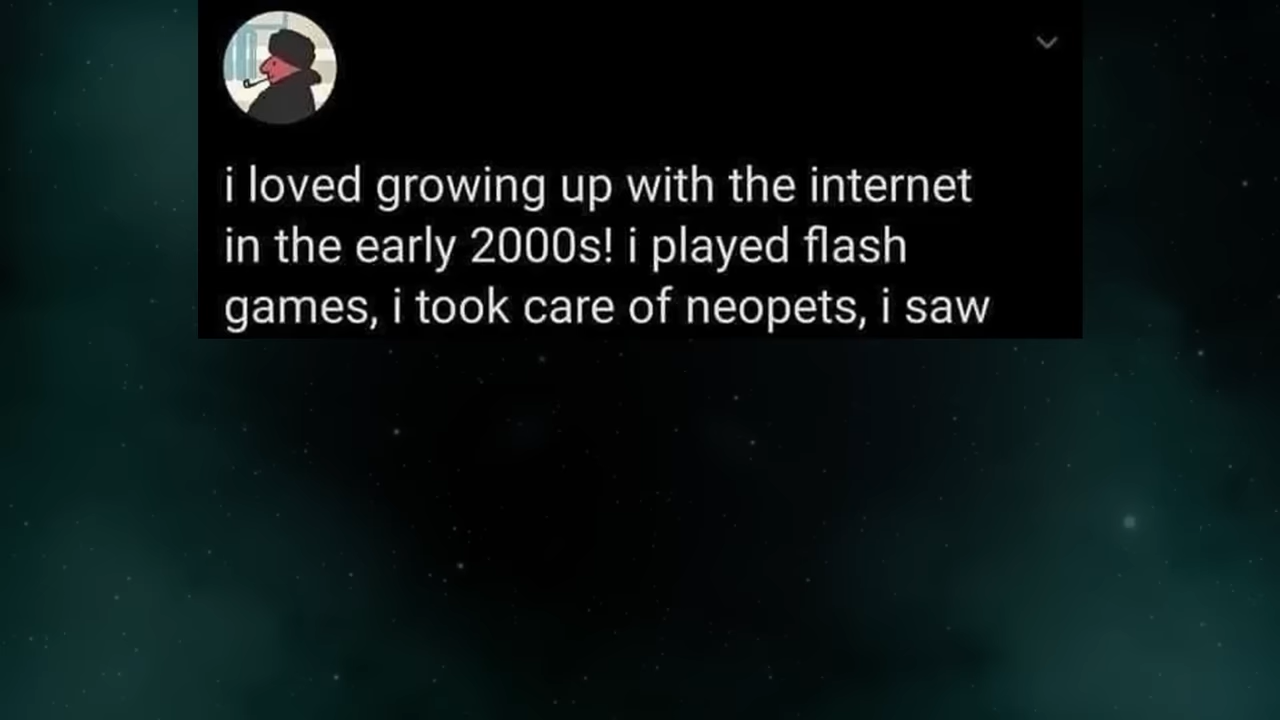 i loved growing up with the internet
in the early 2000s! i played flash
games, i took care of neopets, i saw